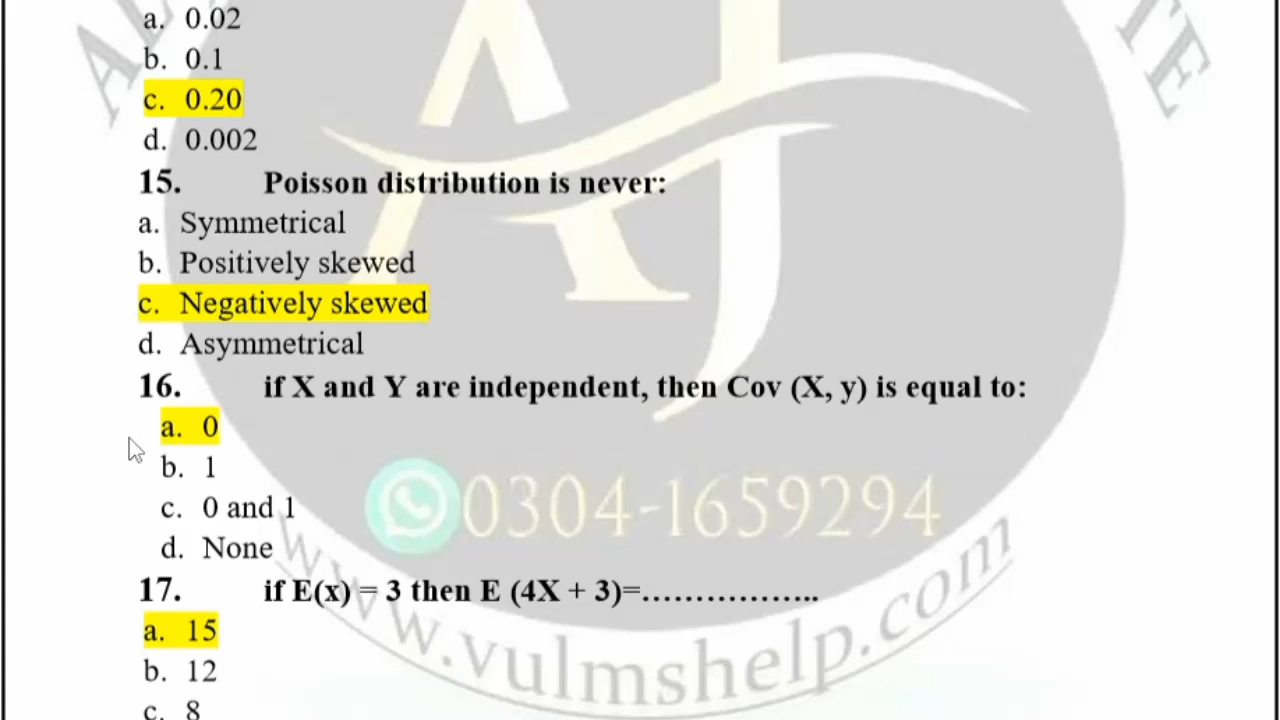 a. 0.02
b. 0.1
c. 0.20
d. 0.002
15. Poisson distribution is never:
a. Symmetrical
b. Positively skewed
c. Negatively skewed
d. Asymmetrical
16. if X and Y are independent, then Cov (X, y) is equal to:
a. 0
b. 1
c. 0 and 1
d. None
17. if E(x) = 3 then E (4X + 3)=.................
a. 15
b. 12
c. 8
AJ
0304-1659294
www.vulmshelp.com